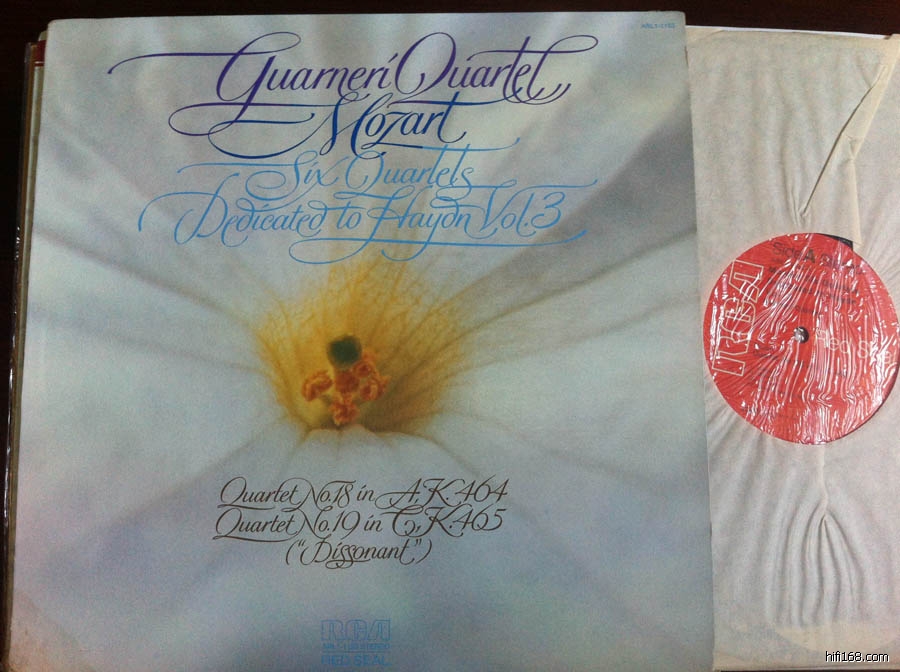 Guarneri Quartet
Mozart
Six Quartets
Dedicated to Haydn Vol. 3
Quartet No. 18 in A, K. 464
Quartet No. 19 in C, K. 465
("Dissonant")
RCA
RED SEAL
RCA
hifi168.com